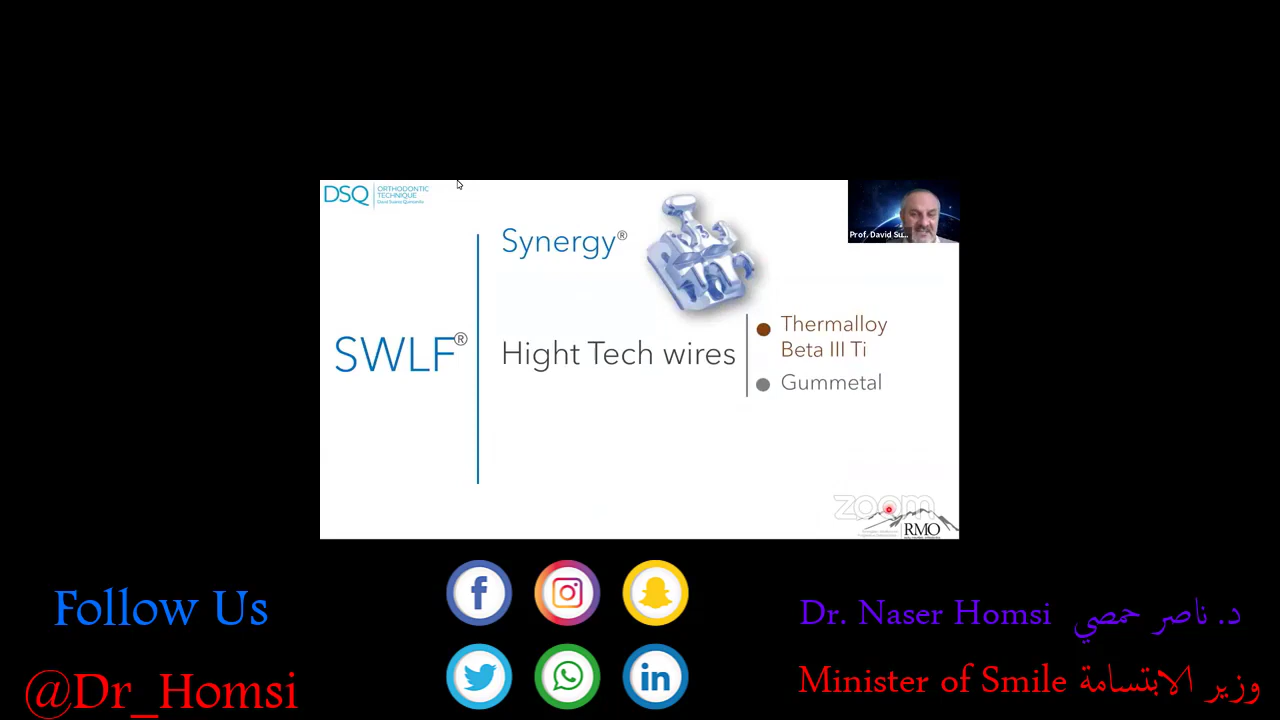 DSQ
ORTHODONTIC
TECHNIQUE
Prof. David Su...
Synergy®
SWLF®
Hight Tech wires
Thermalloy
Beta III Ti
Gummetal
zoom
RMO
Follow Us
@Dr_Homsi
Dr. Naser Homsi د. ناصر حمصي
Minister of Smile وزير الابتسامة